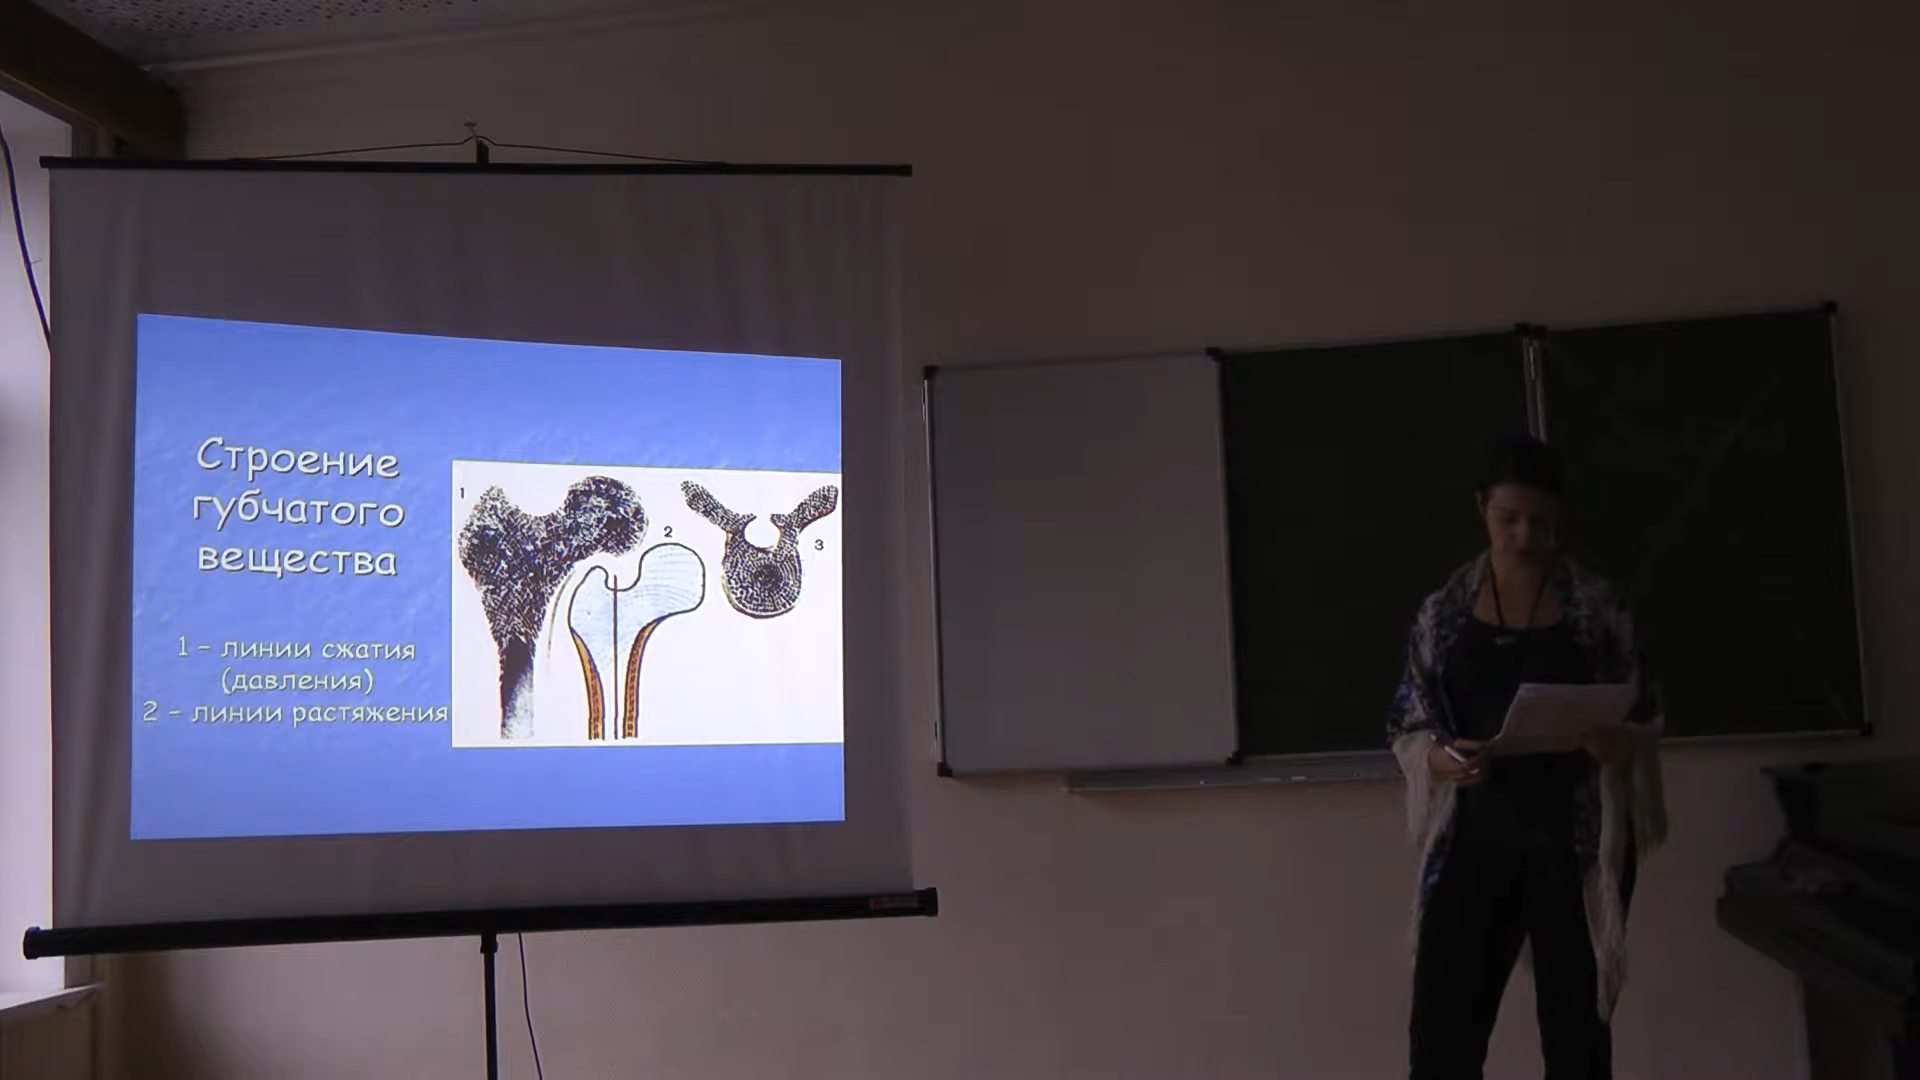 Строение
губчатого
вещества
1 – линии сжатия
(давления)
2 – линии растяжения
1
2
3